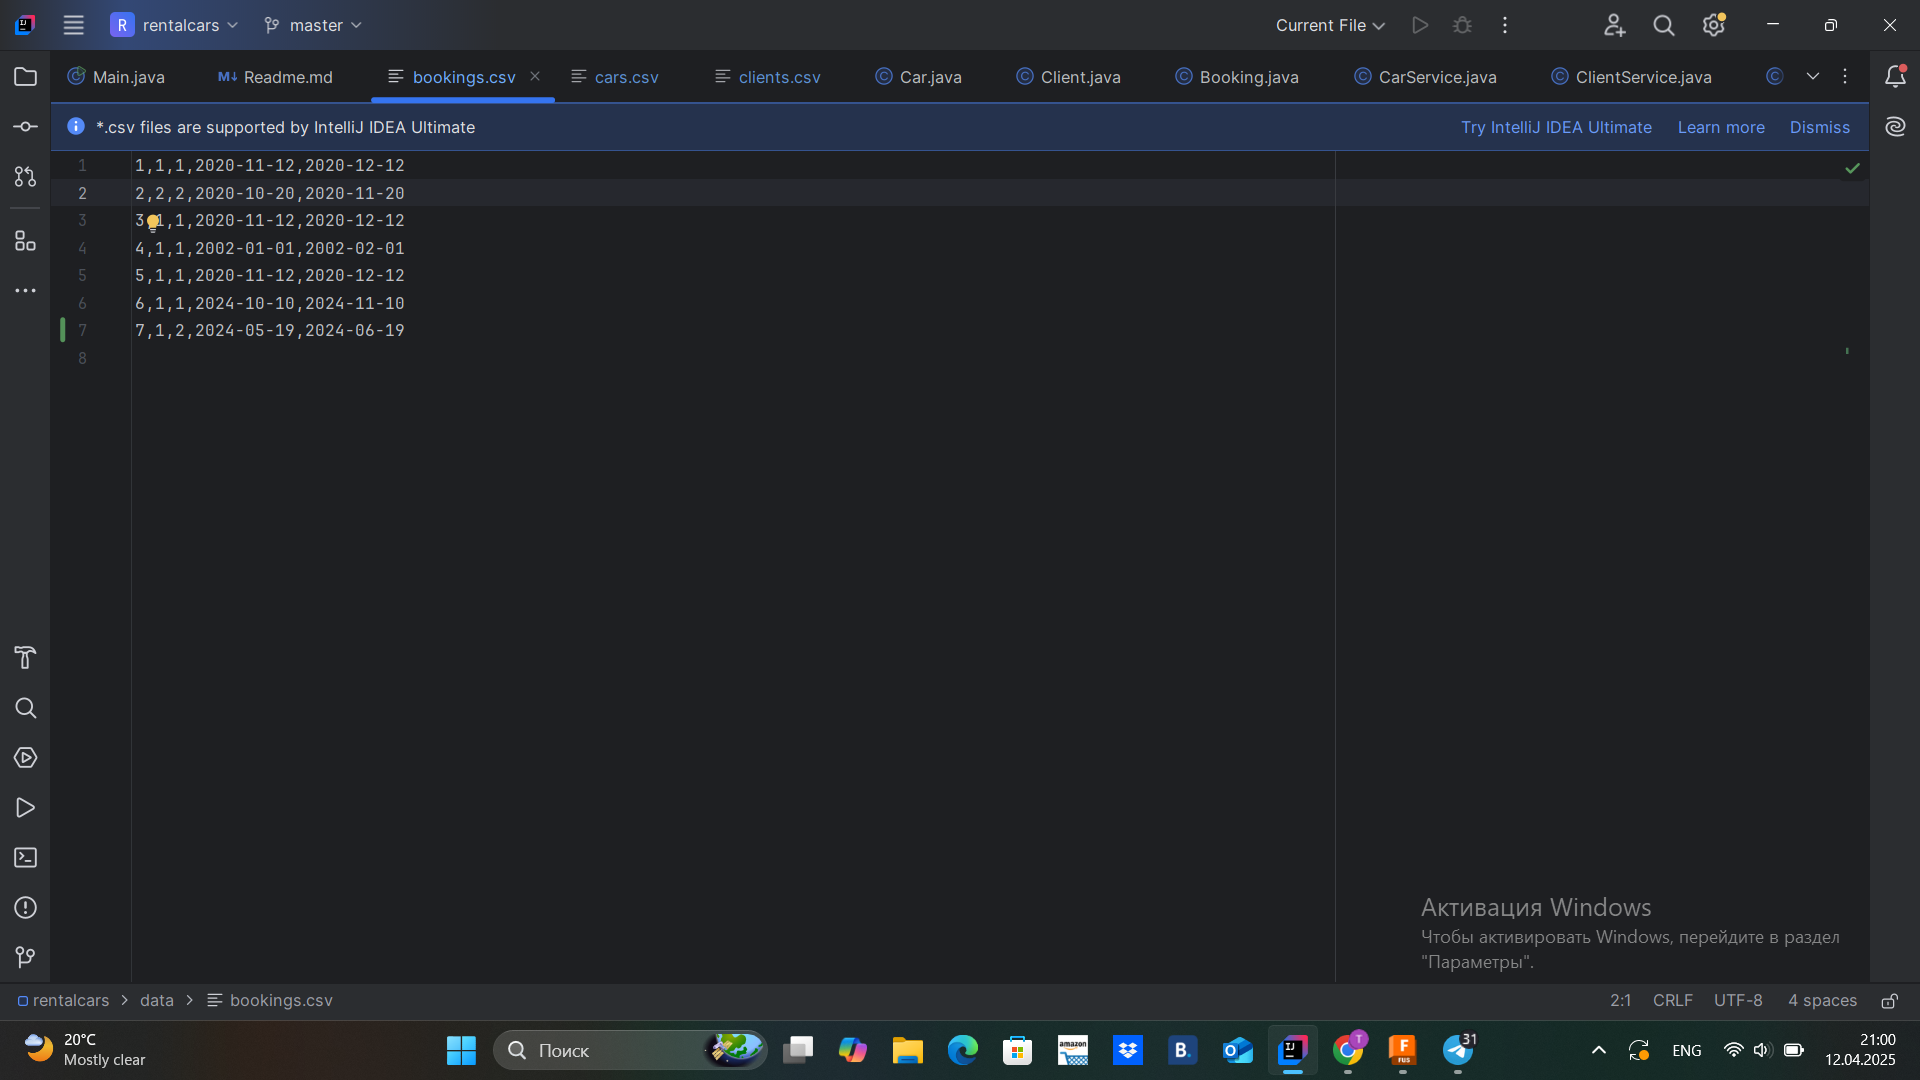 R rentalcars master Current File
Main.java Readme.md bookings.csv cars.csv clients.csv Car.java Client.java Booking.java CarService.java ClientService.java
*.csv files are supported by IntelliJ IDEA Ultimate Try IntelliJ IDEA Ultimate Learn more Dismiss
1 1,1,1,2020-11-12,2020-12-12
2 2,2,2,2020-10-20,2020-11-20
3 3,1,1,2020-11-12,2020-12-12
4 4,1,1,2002-01-01,2002-02-01
5 5,1,1,2020-11-12,2020-12-12
6 6,1,1,2024-10-10,2024-11-10
7 7,1,2,2024-05-19,2024-06-19
8
Активация Windows
Чтобы активировать Windows, перейдите в раздел
"Параметры".
rentalcars data bookings.csv 2:1 CRLF UTF-8 4 spaces
20°C
Mostly clear
Поиск
amazon
B.
T
F
FUS
31
ENG
21:00
12.04.2025